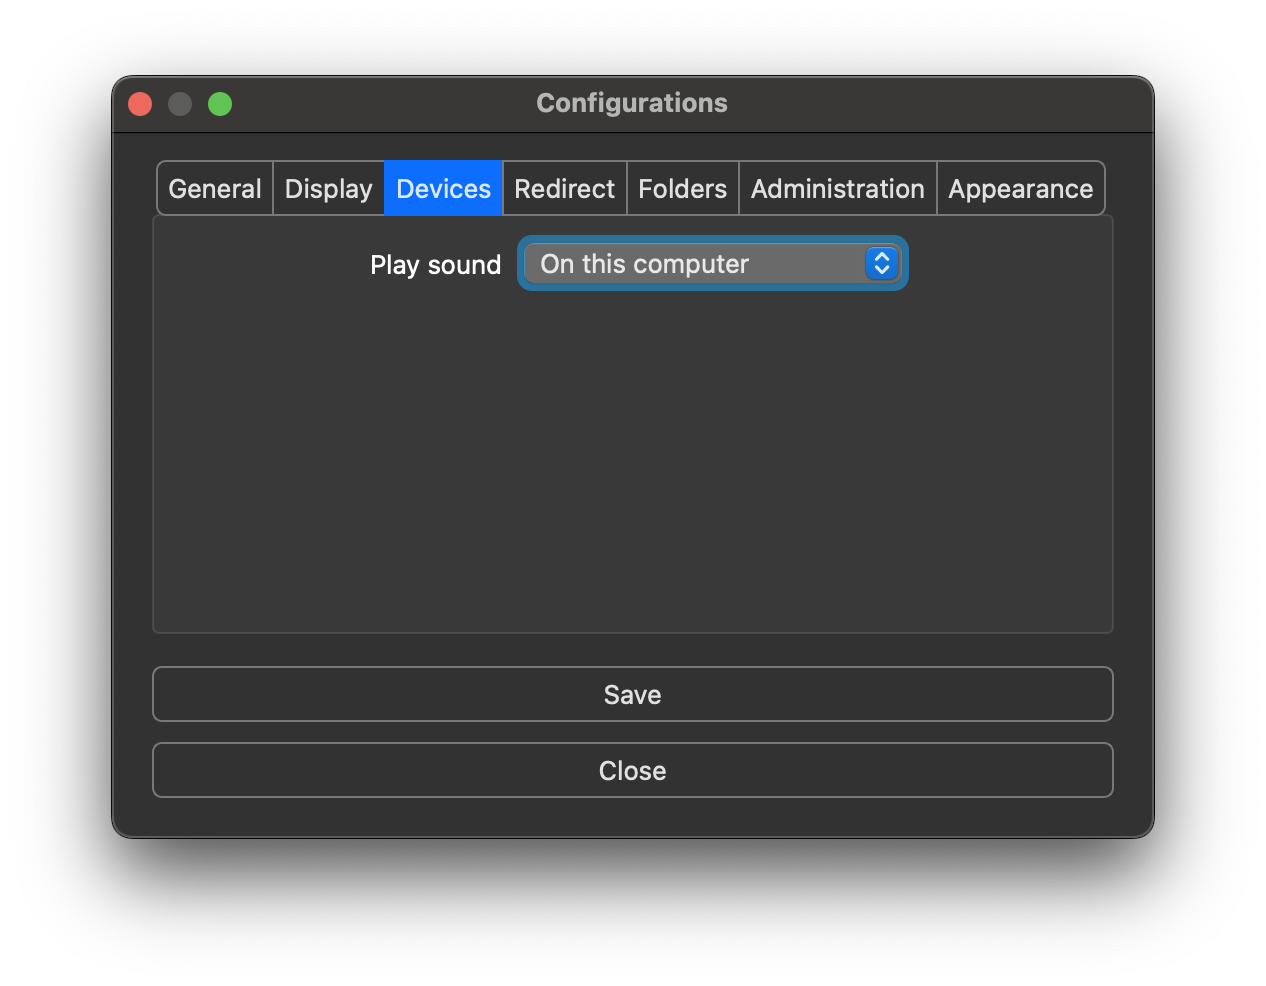 Configurations
General Display Devices Redirect Folders Administration Appearance
Play sound On this computer
Save
Close